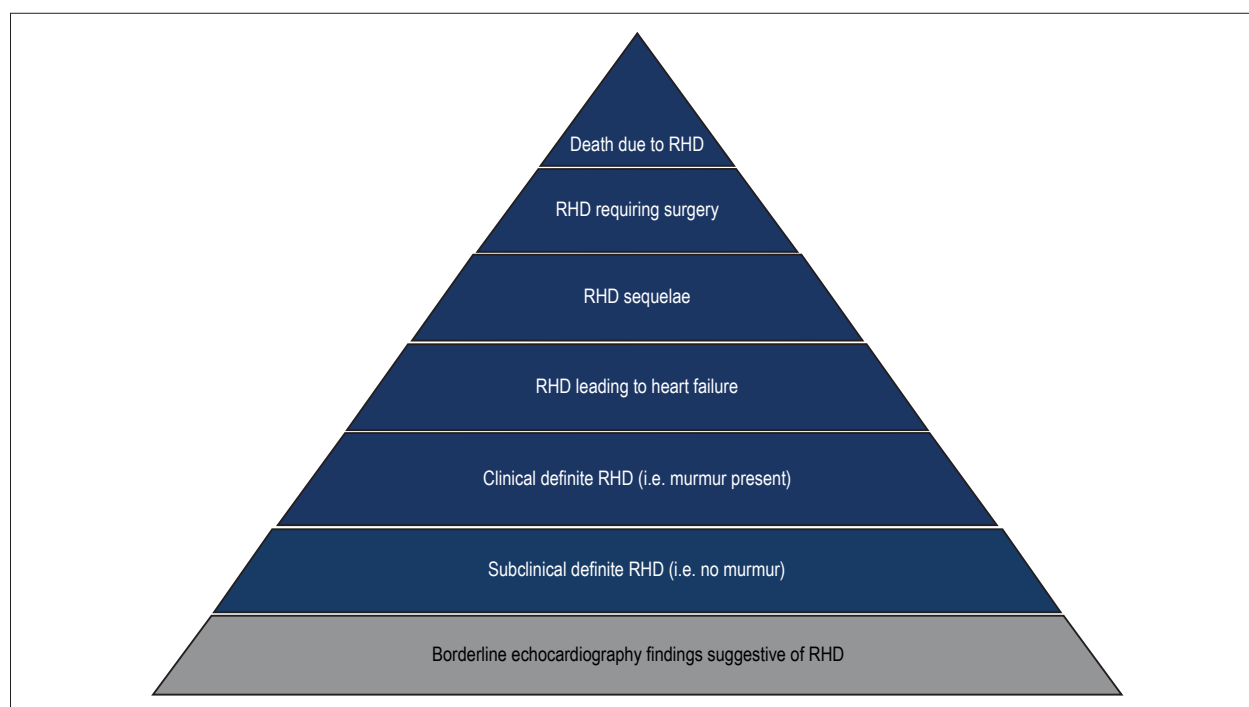 Death due to RHD
RHD requiring surgery
RHD sequelae
RHD leading to heart failure
Clinical definite RHD (i.e. murmur present)
Subclinical definite RHD (i.e. no murmur)
Borderline echocardiography findings suggestive of RHD